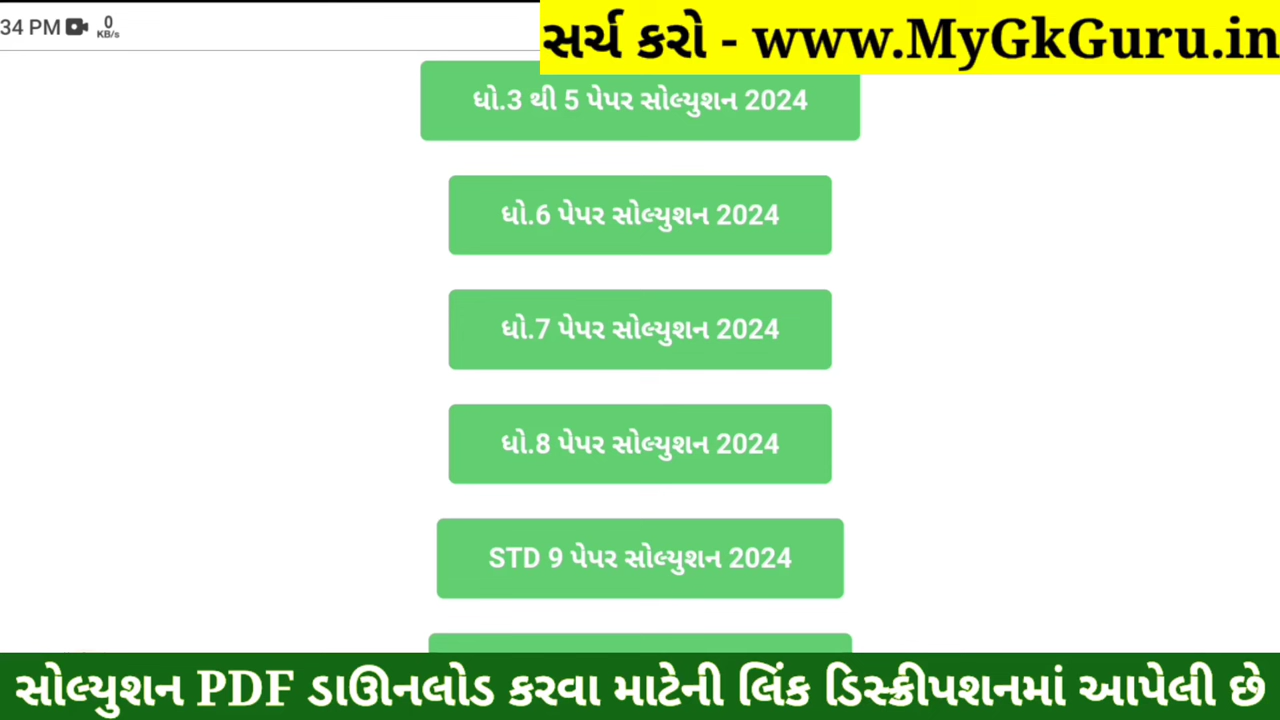 34 PM 0 KB/s
સર્ચ કરો - www.MyGkGuru.in
ધો.3 થી 5 પેપર સોલ્યુશન 2024
ધો.6 પેપર સોલ્યુશન 2024
ધો.7 પેપર સોલ્યુશન 2024
ધો.8 પેપર સોલ્યુશન 2024
STD 9 પેપર સોલ્યુશન 2024
સોલ્યુશન PDF ડાઊનલોડ કરવા માટેની લિંક ડિસ્ક્રીપશનમાં આપેલી છે